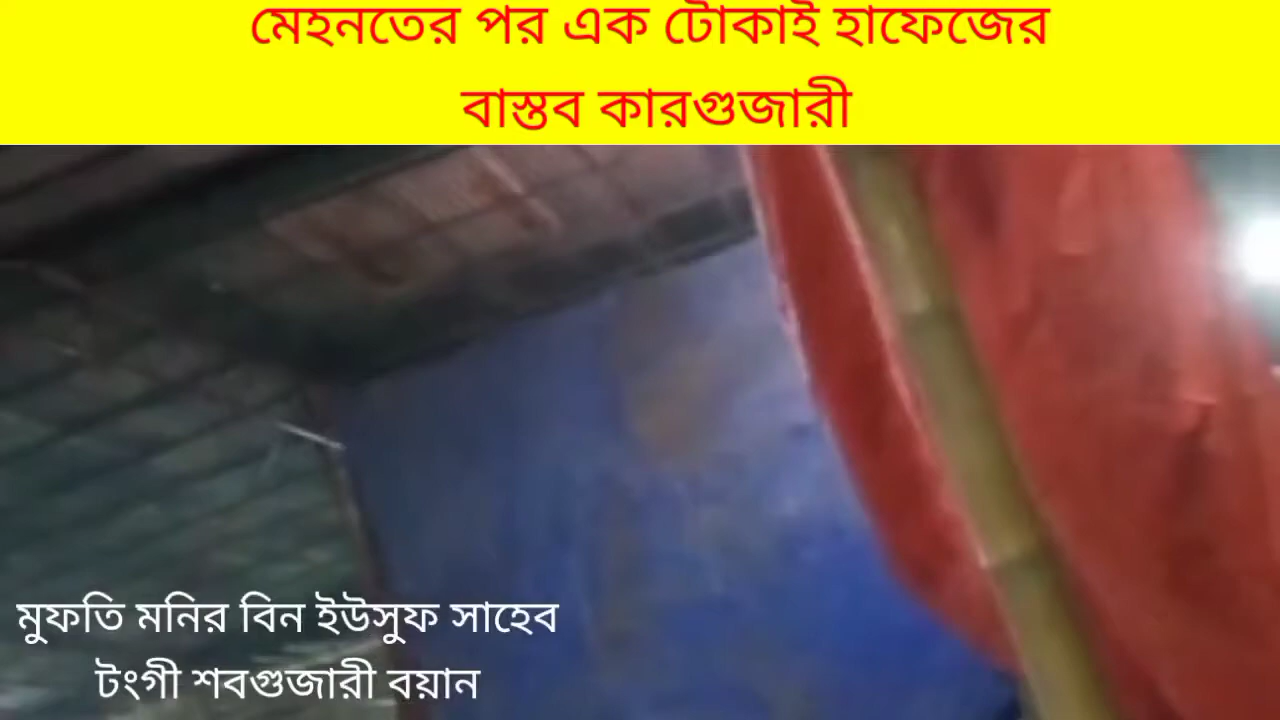 মেহনতের পর এক টোকাই হাফেজের
বাস্তব কারগুজারী
মুফতি মনির বিন ইউসুফ সাহেব
টংগী শবগুজারী বয়ান